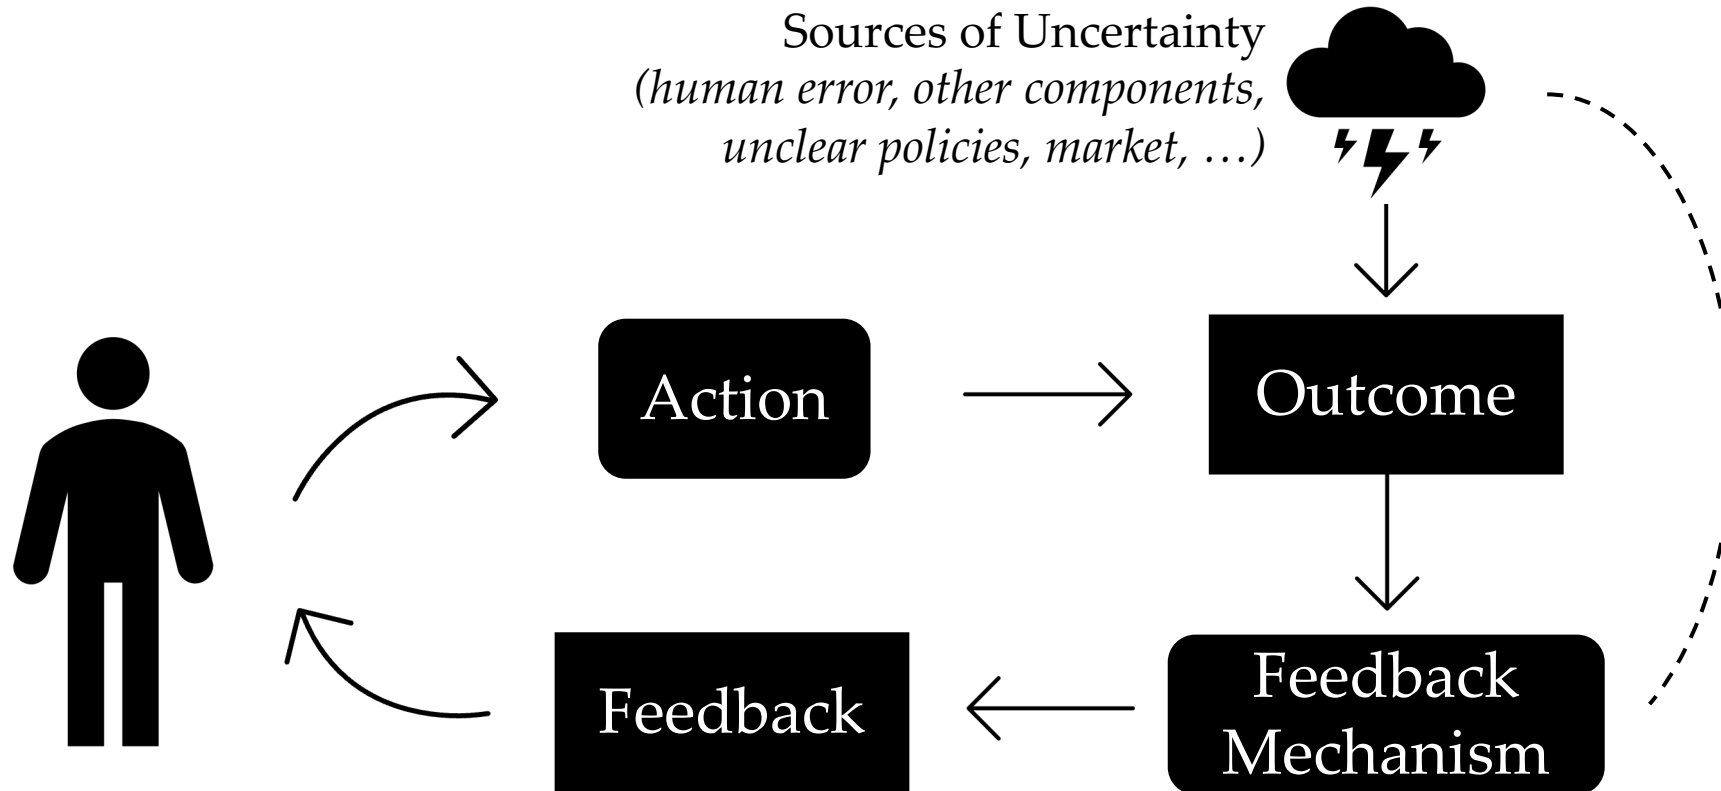 Sources of Uncertainty
(human error, other components,
unclear policies, market, …)
Action
Outcome
Feedback
Feedback
Mechanism